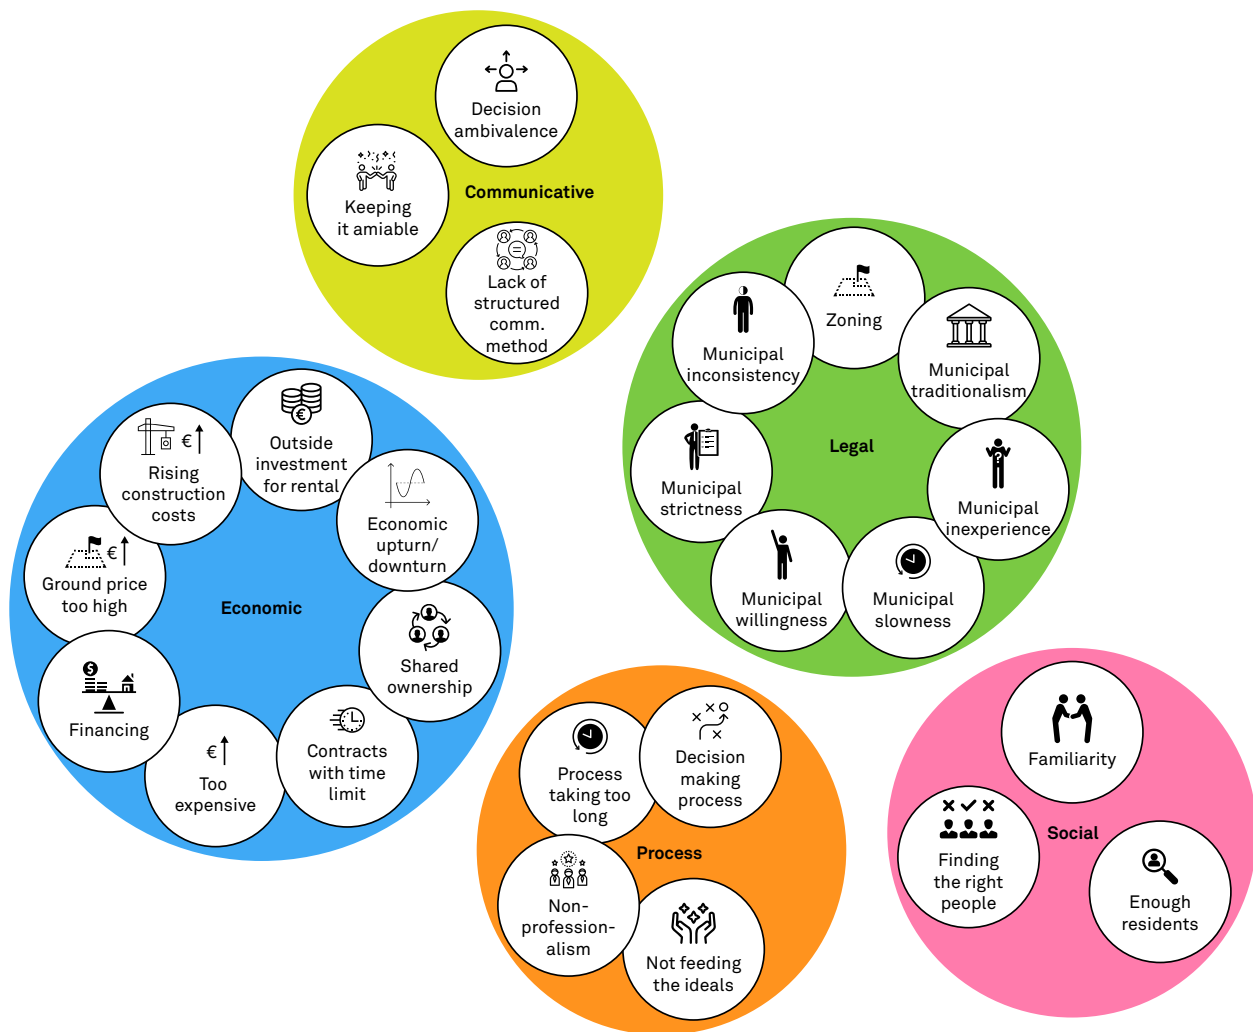 Decision
ambivalence
Keeping
it amiable
Communicative
Lack of
structured
comm.
method
Zoning
Municipal
inconsistency
Municipal
traditionalism
Legal
Municipal
strictness
Municipal
inexperience
Municipal
willingness
Municipal
slowness
Outside
investment
for rental
€
Rising
construction
costs
€
Economic
upturn/
downturn
€
Ground price
too high
Economic
Shared
ownership
$
Financing
€
Too
expensive
Contracts
with time
limit
Process
taking too
long
Decision
making
process
Process
Non-
profession-
alism
Not feeding
the ideals
Familiarity
Social
Finding
the right
people
Enough
residents
?